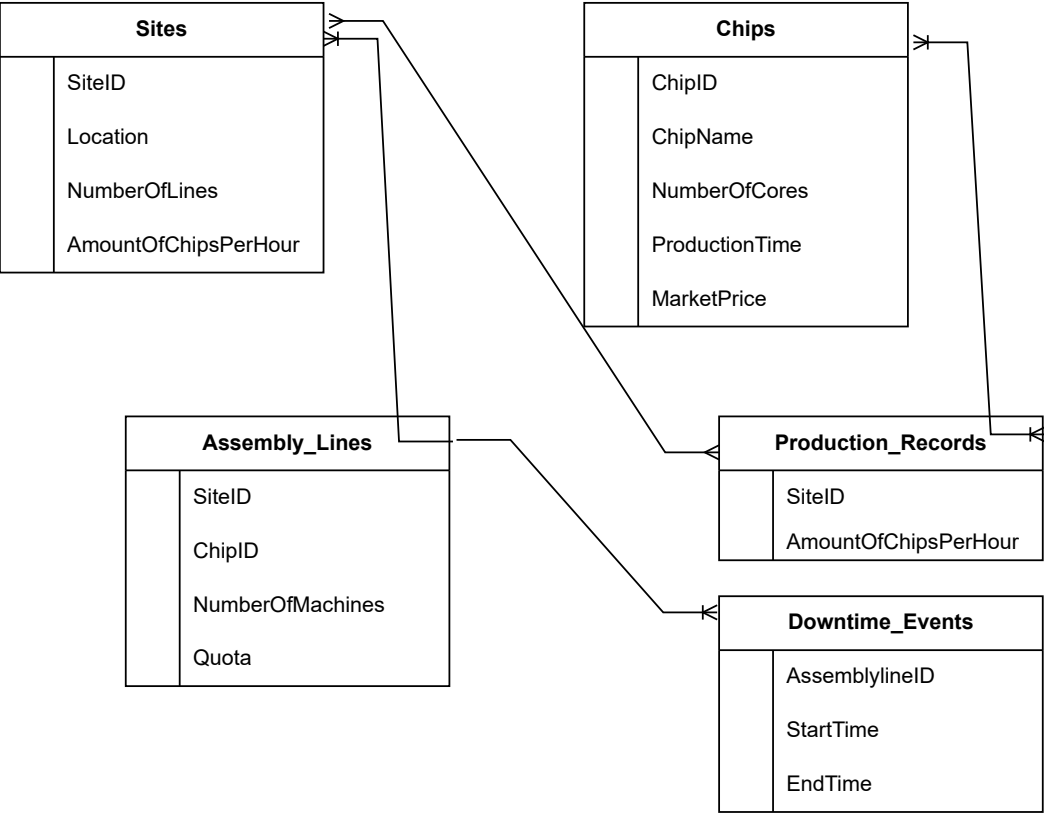 Sites
SiteID
Location
NumberOfLines
AmountOfChipsPerHour
Chips
ChipID
ChipName
NumberOfCores
ProductionTime
MarketPrice
Assembly_Lines
SiteID
ChipID
NumberOfMachines
Quota
Production_Records
SiteID
AmountOfChipsPerHour
Downtime_Events
AssemblylineID
StartTime
EndTime